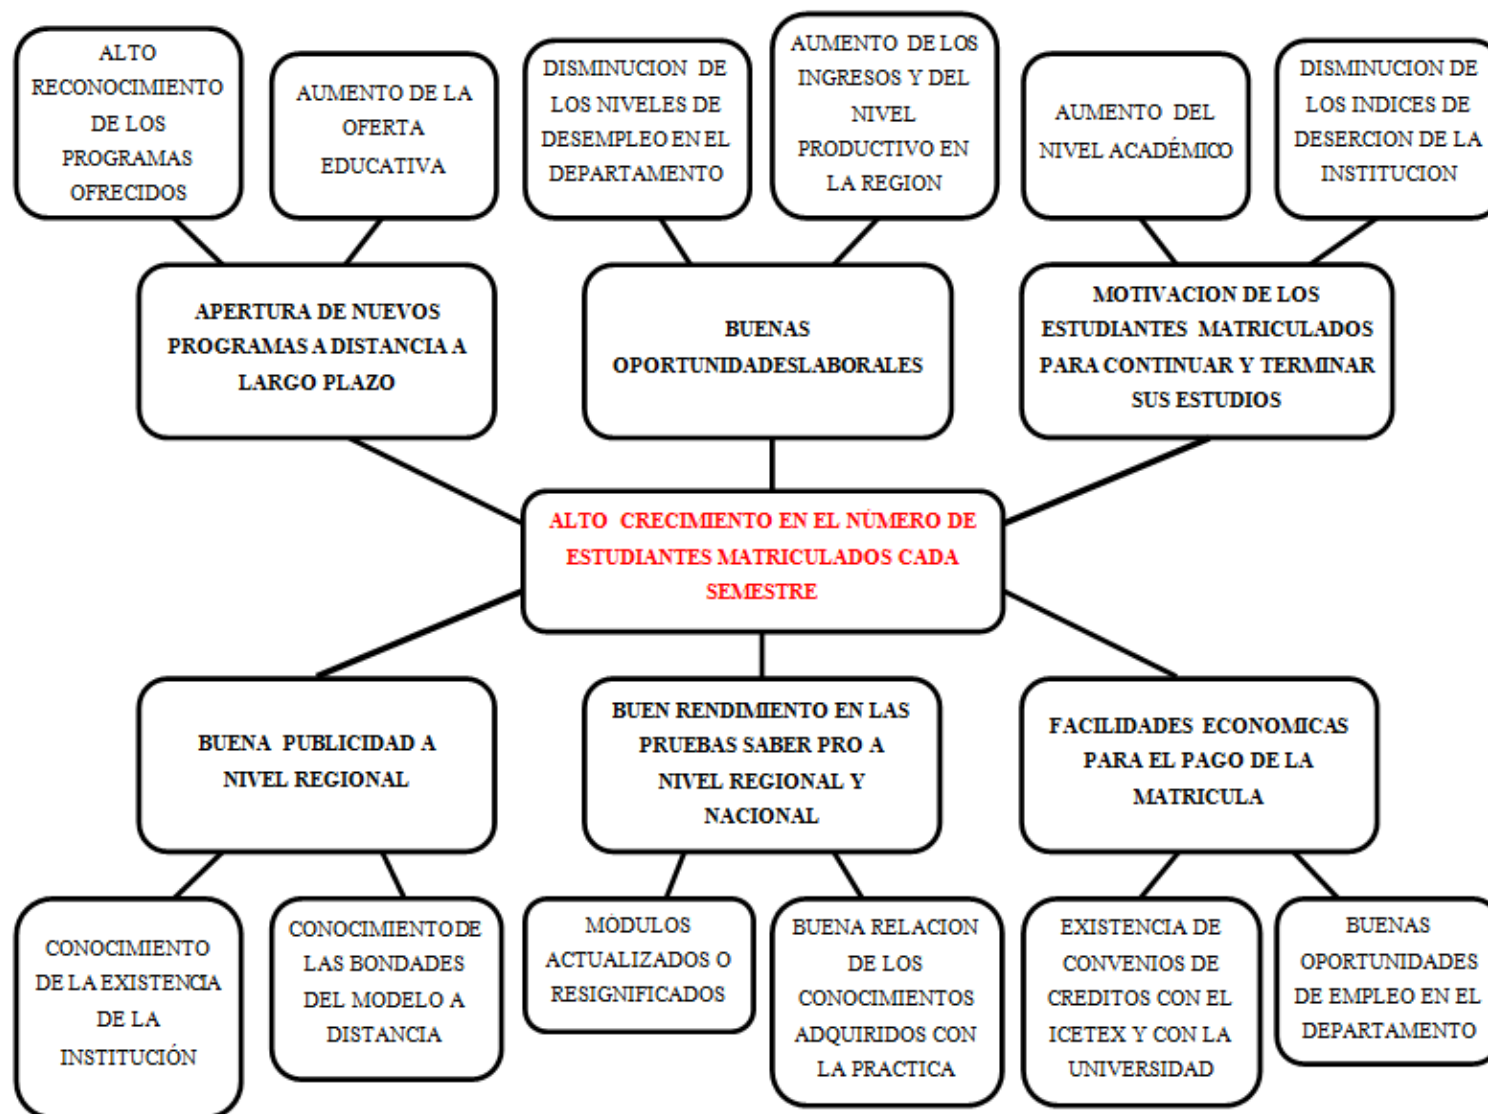 ALTO
RECONOCIMIENTO
DE LOS
PROGRAMAS
OFRECIDOS
AUMENTO DE LA
OFERTA
EDUCATIVA
DISMINUCION DE
LOS NIVELES DE
DESEMPLEO EN EL
DEPARTAMENTO
AUMENTO DE LOS
INGRESOS Y DEL
NIVEL
PRODUCTIVO EN
LA REGION
AUMENTO DEL
NIVEL ACADÉMICO
DISMINUCION DE
LOS INDICES DE
DESERCION DE LA
INSTITUCION
APERTURA DE NUEVOS
PROGRAMAS A DISTANCIA A
LARGO PLAZO
BUENAS
OPORTUNIDADESLABORALES
MOTIVACION DE LOS
ESTUDIANTES MATRICULADOS
PARA CONTINUAR Y TERMINAR
SUS ESTUDIOS
ALTO CRECIMIENTO EN EL NÚMERO DE
ESTUDIANTES MATRICULADOS CADA
SEMESTRE
BUENA PUBLICIDAD A
NIVEL REGIONAL
BUEN RENDIMIENTO EN LAS
PRUEBAS SABER PRO A
NIVEL REGIONAL Y
NACIONAL
FACILIDADES ECONOMICAS
PARA EL PAGO DE LA
MATRICULA
CONOCIMIENTO
DE LA EXISTENCIA
DE LA
INSTITUCIÓN
CONOCIMIENTO DE
LAS BONDADES
DEL MODELO A
DISTANCIA
MÓDULOS
ACTUALIZADOS O
RESIGNIFICADOS
BUENA RELACION
DE LOS
CONOCIMIENTOS
ADQUIRIDOS CON
LA PRACTICA
EXISTENCIA DE
CONVENIOS DE
CREDITOS CON EL
ICETEX Y CON LA
UNIVERSIDAD
BUENAS
OPORTUNIDADES
DE EMPLEO EN EL
DEPARTAMENTO